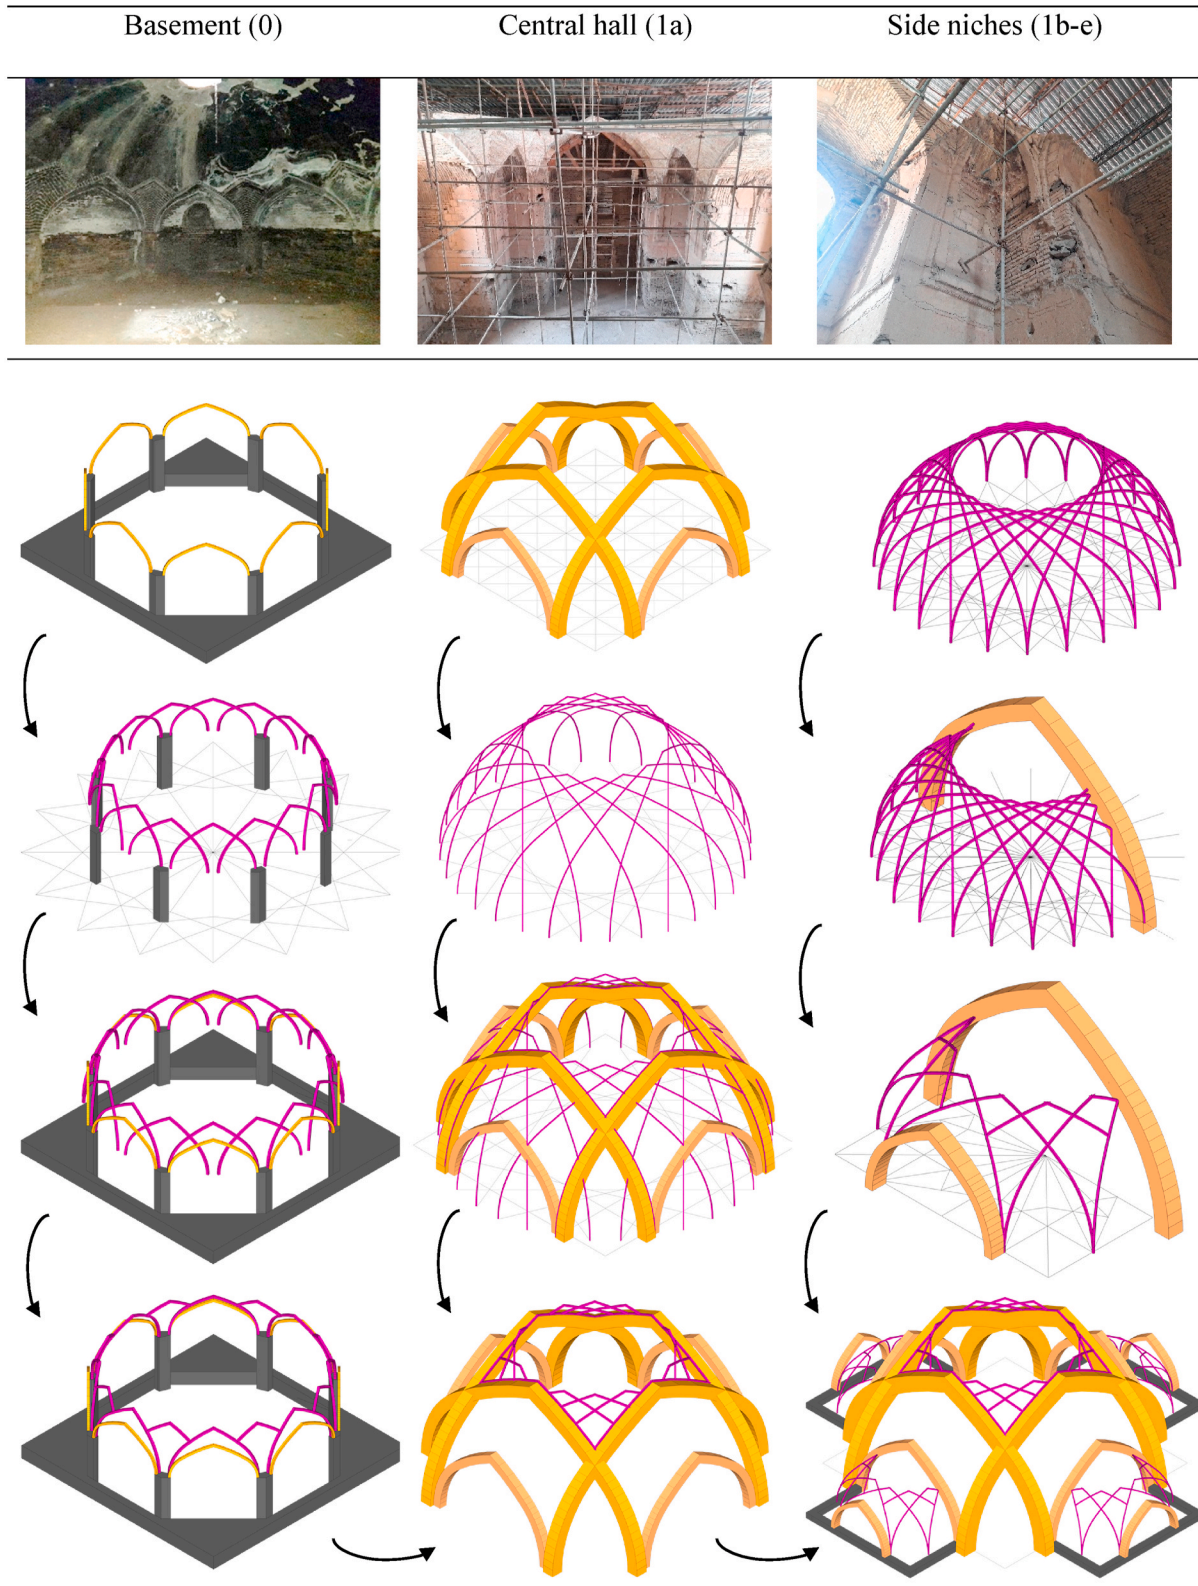 Basement (0)
Central hall (1a)
Side niches (1b-e)